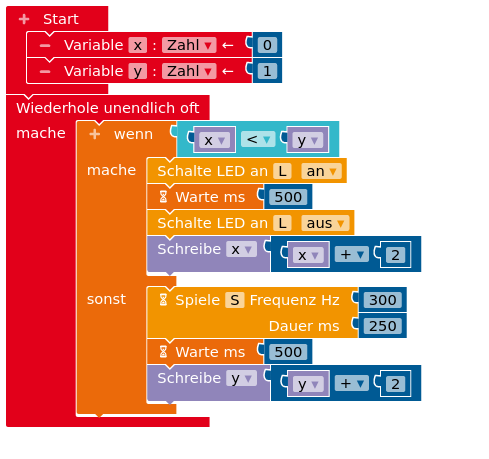 + Start
− Variable x : Zahl ▾ ← 0
− Variable y : Zahl ▾ ← 1
Wiederhole unendlich oft
mache + wenn x ▾ < ▾ y ▾
mache Schalte LED an L an ▾
Warte ms 500
Schalte LED an L aus ▾
Schreibe x ▾ x ▾ + ▾ 2
sonst Spiele S Frequenz Hz 300
Dauer ms 250
Warte ms 500
Schreibe y ▾ y ▾ + ▾ 2